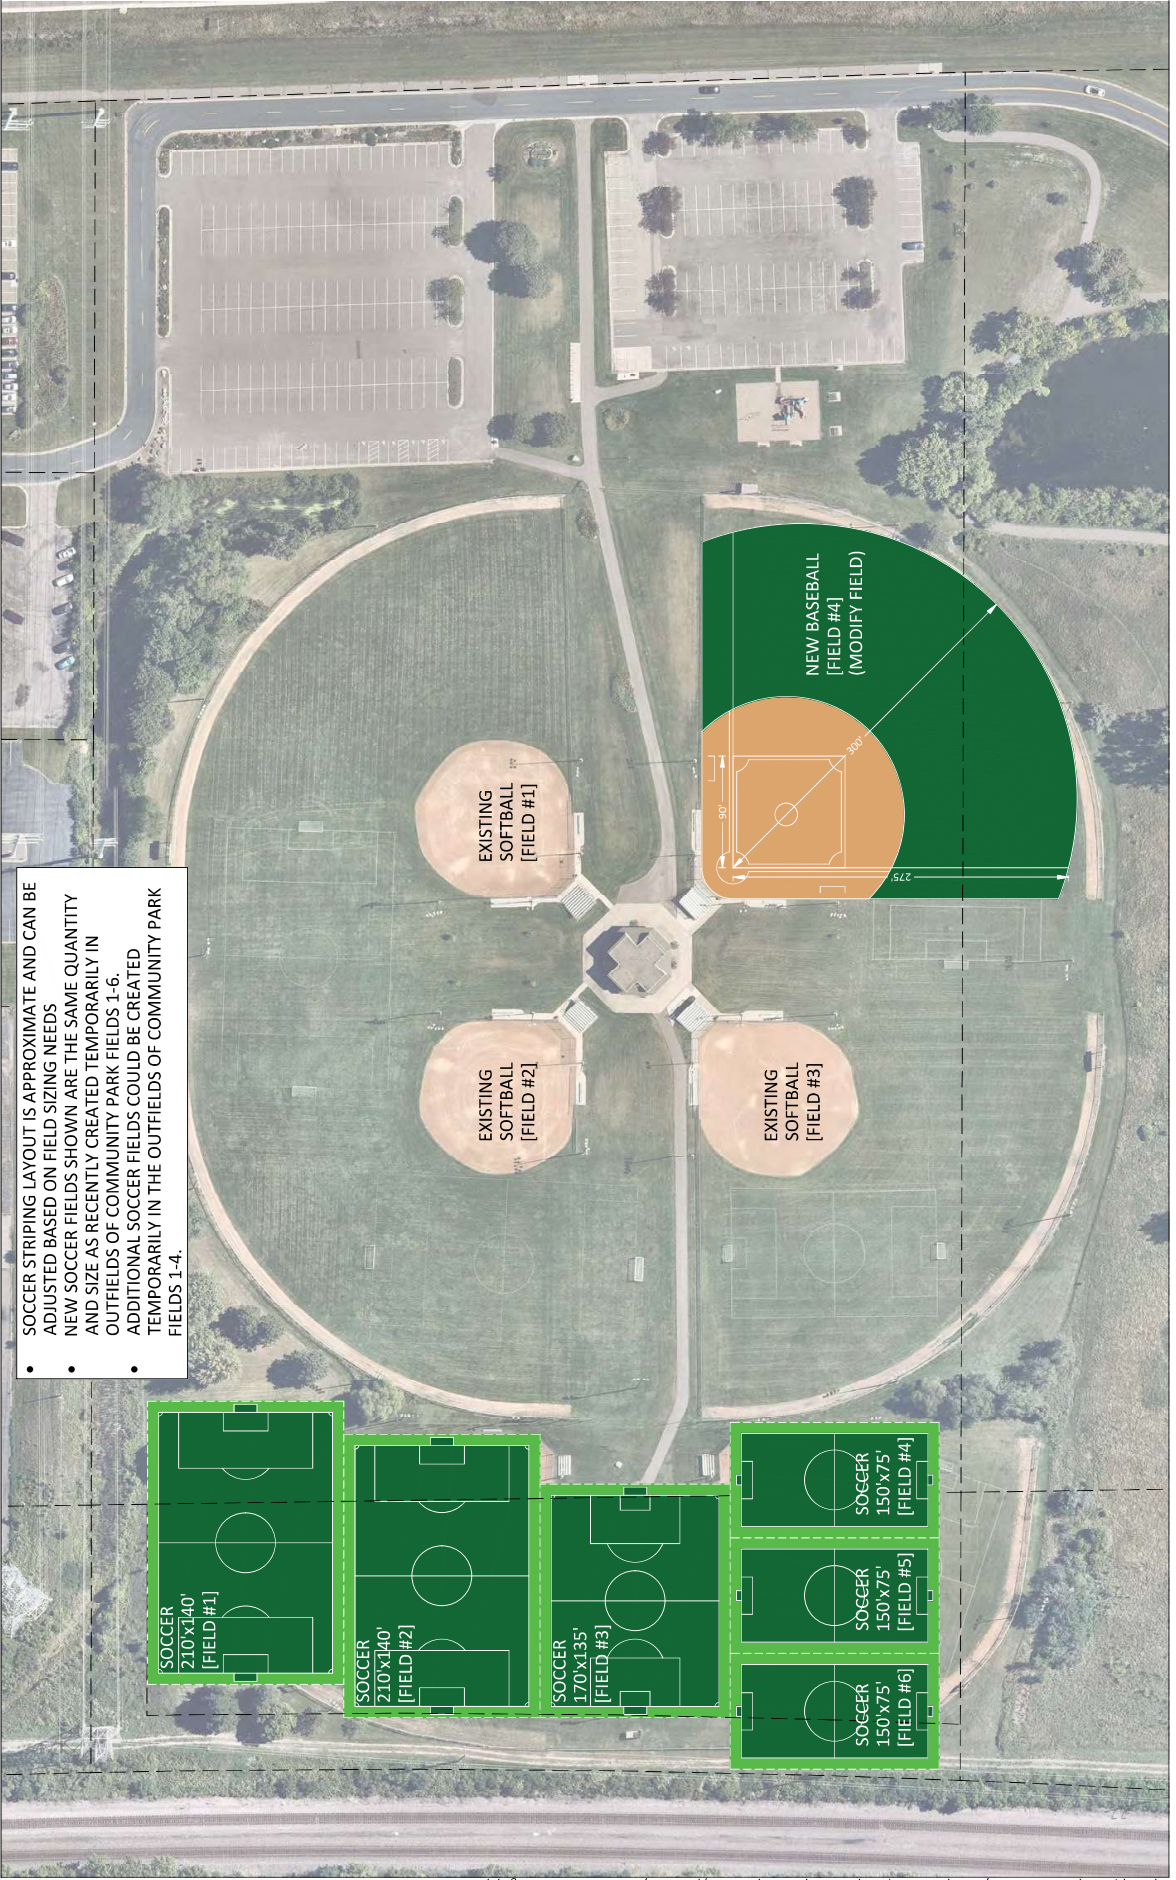 • SOCCER STRIPING LAYOUT IS APPROXIMATE AND CAN BE
ADJUSTED BASED ON FIELD SIZING NEEDS
• NEW SOCCER FIELDS SHOWN ARE THE SAME QUANTITY
AND SIZE AS RECENTLY CREATED TEMPORARILY IN
OUTFIELDS OF COMMUNITY PARK FIELDS 1-6.
• ADDITIONAL SOCCER FIELDS COULD BE CREATED
TEMPORARILY IN THE OUTFIELDS OF COMMUNITY PARK
FIELDS 1-4.
SOCCER
210'x140'
[FIELD #1]
SOCCER
210'x140'
[FIELD #2]
SOCCER
170'x135'
[FIELD #3]
SOCCER
150'x75'
[FIELD #4]
SOCCER
150'x75'
[FIELD #5]
SOCCER
150'x75'
[FIELD #6]
EXISTING
SOFTBALL
[FIELD #2]
EXISTING
SOFTBALL
[FIELD #1]
EXISTING
SOFTBALL
[FIELD #3]
NEW BASEBALL
[FIELD #4]
(MODIFY FIELD)
90'
300'
275'